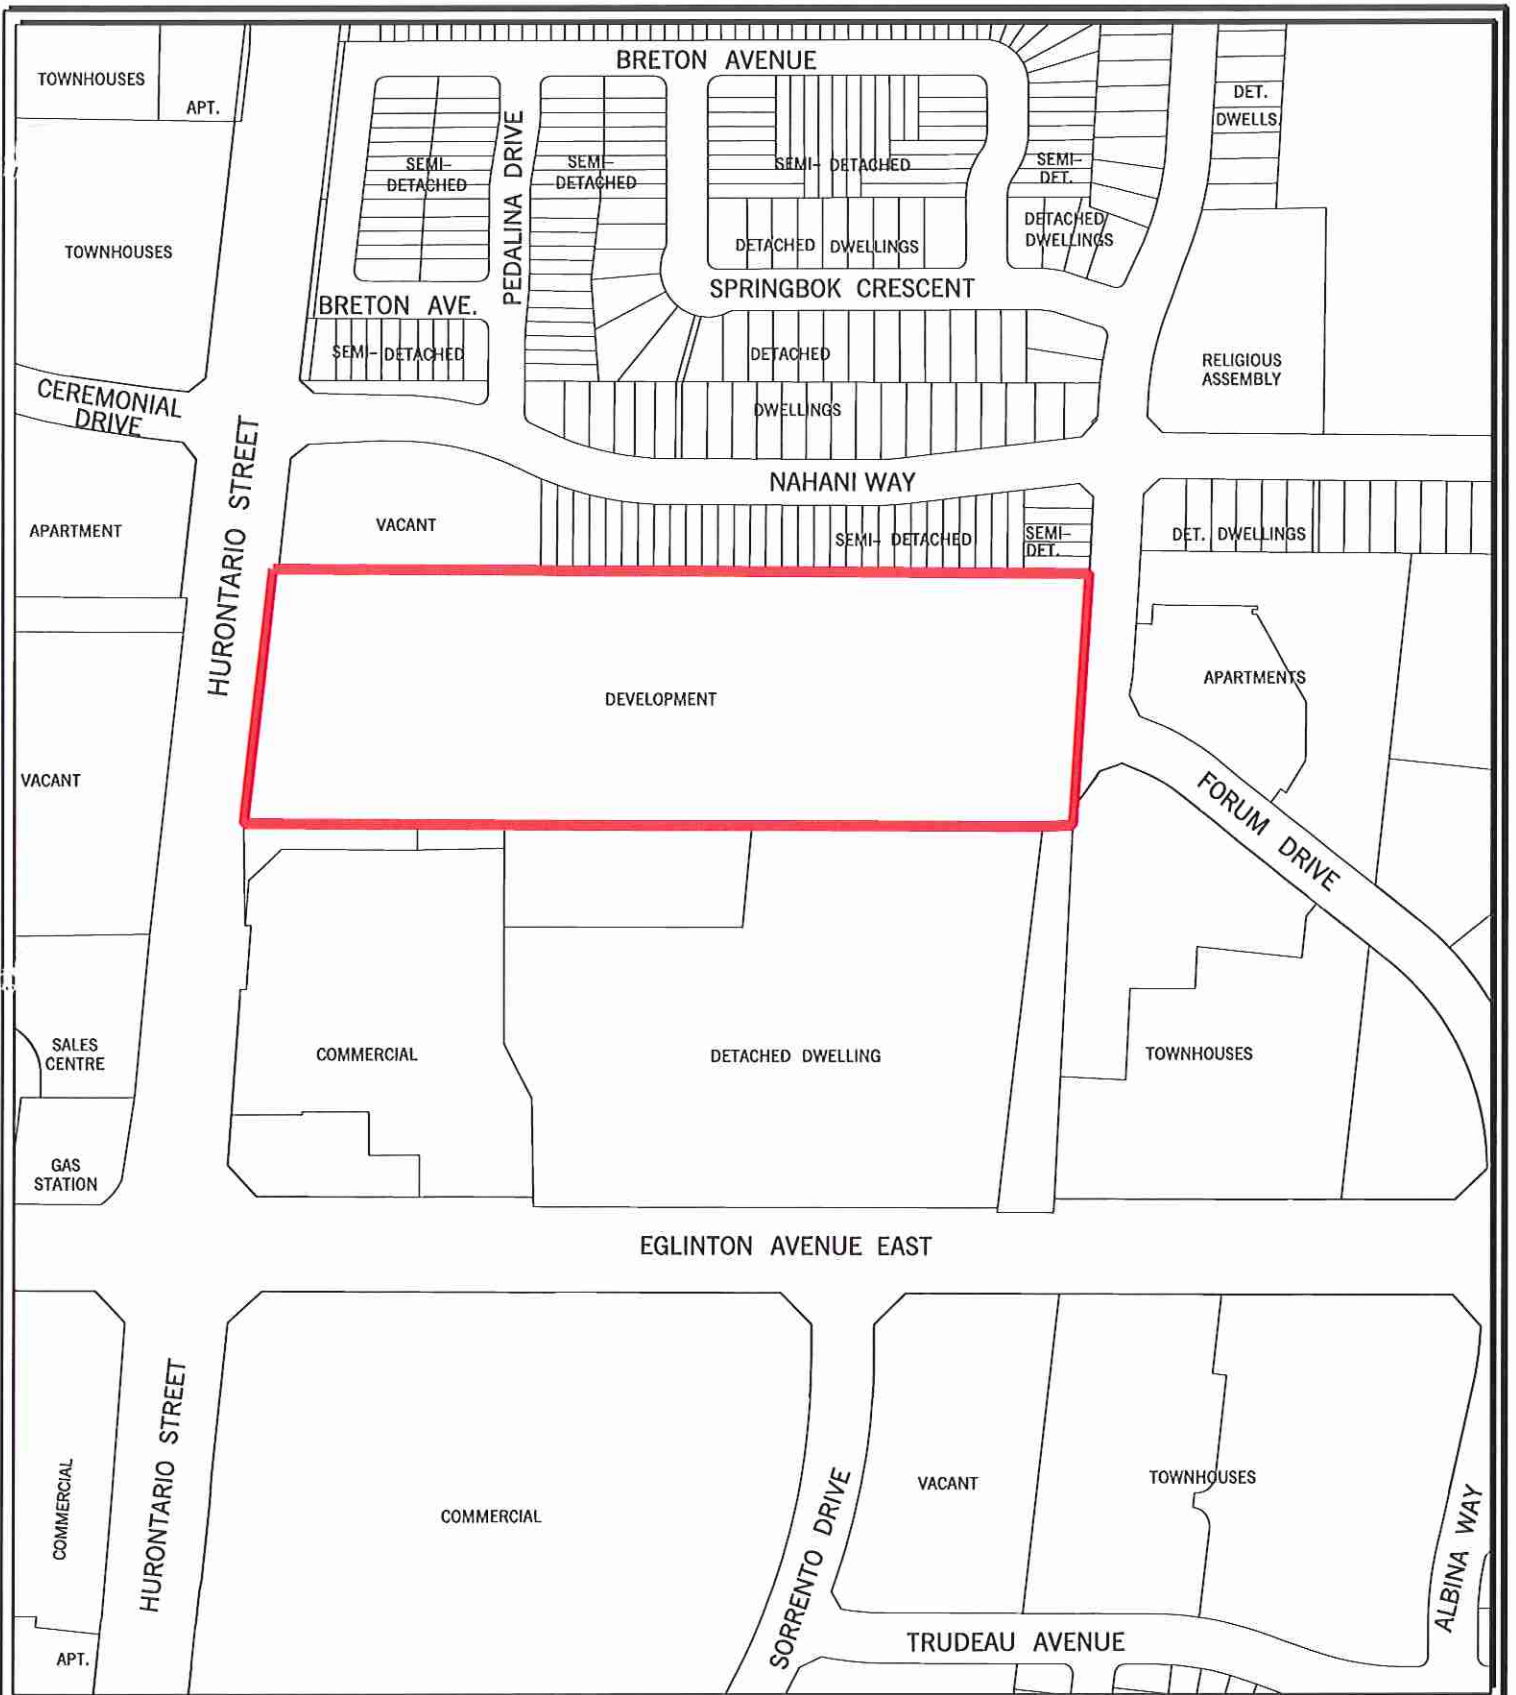 BRETON AVENUE
TOWNHOUSES
APT.
DET.
DWELLS.
PEDALINA DRIVE
SEMI-
DETACHED
SEMI-
DETACHED
SEMI- DETACHED
SEMI-
DET.
DETACHED DWELLINGS
DETACHED
DWELLINGS
TOWNHOUSES
SPRINGBOK CRESCENT
BRETON AVE.
SEMI- DETACHED
DETACHED
DWELLINGS
RELIGIOUS
ASSEMBLY
CEREMONIAL
DRIVE
HURONTARIO STREET
NAHANI WAY
APARTMENT
VACANT
SEMI- DETACHED
SEMI-
DET.
DET. DWELLINGS
DEVELOPMENT
APARTMENTS
VACANT
FORUM DRIVE
SALES
CENTRE
COMMERCIAL
DETACHED DWELLING
TOWNHOUSES
GAS
STATION
EGLINTON AVENUE EAST
HURONTARIO STREET
COMMERCIAL
COMMERCIAL
SORRENTO DRIVE
VACANT
TOWNHOUSES
ALBINA WAY
TRUDEAU AVENUE
APT.